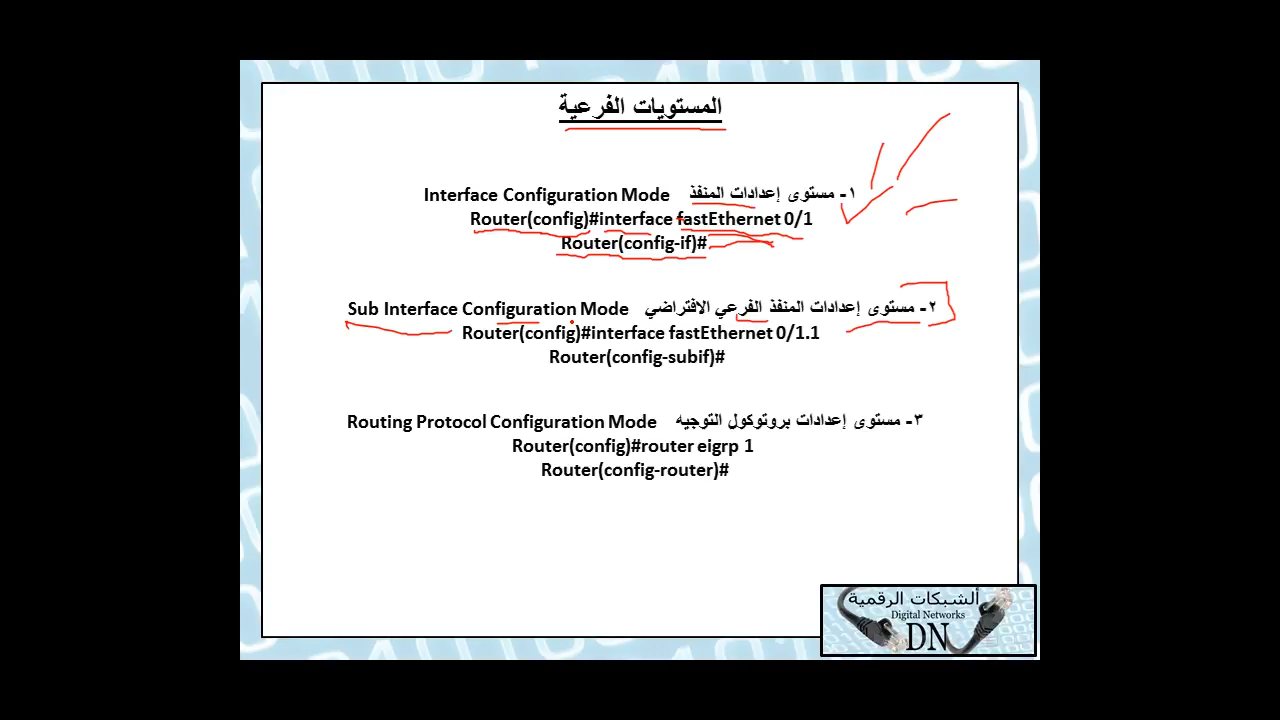 المستويات الفرعية
١- مستوى إعدادات المنفذ Interface Configuration Mode
Router(config)#interface fastEthernet 0/1
Router(config-if)#
٢- مستوى إعدادات المنفذ الفرعي الافتراضي Sub Interface Configuration Mode
Router(config)#interface fastEthernet 0/1.1
Router(config-subif)#
٣- مستوى إعدادات بروتوكول التوجيه Routing Protocol Configuration Mode
Router(config)#router eigrp 1
Router(config-router)#
ألشبكات الرقمية
Digital Networks
DN